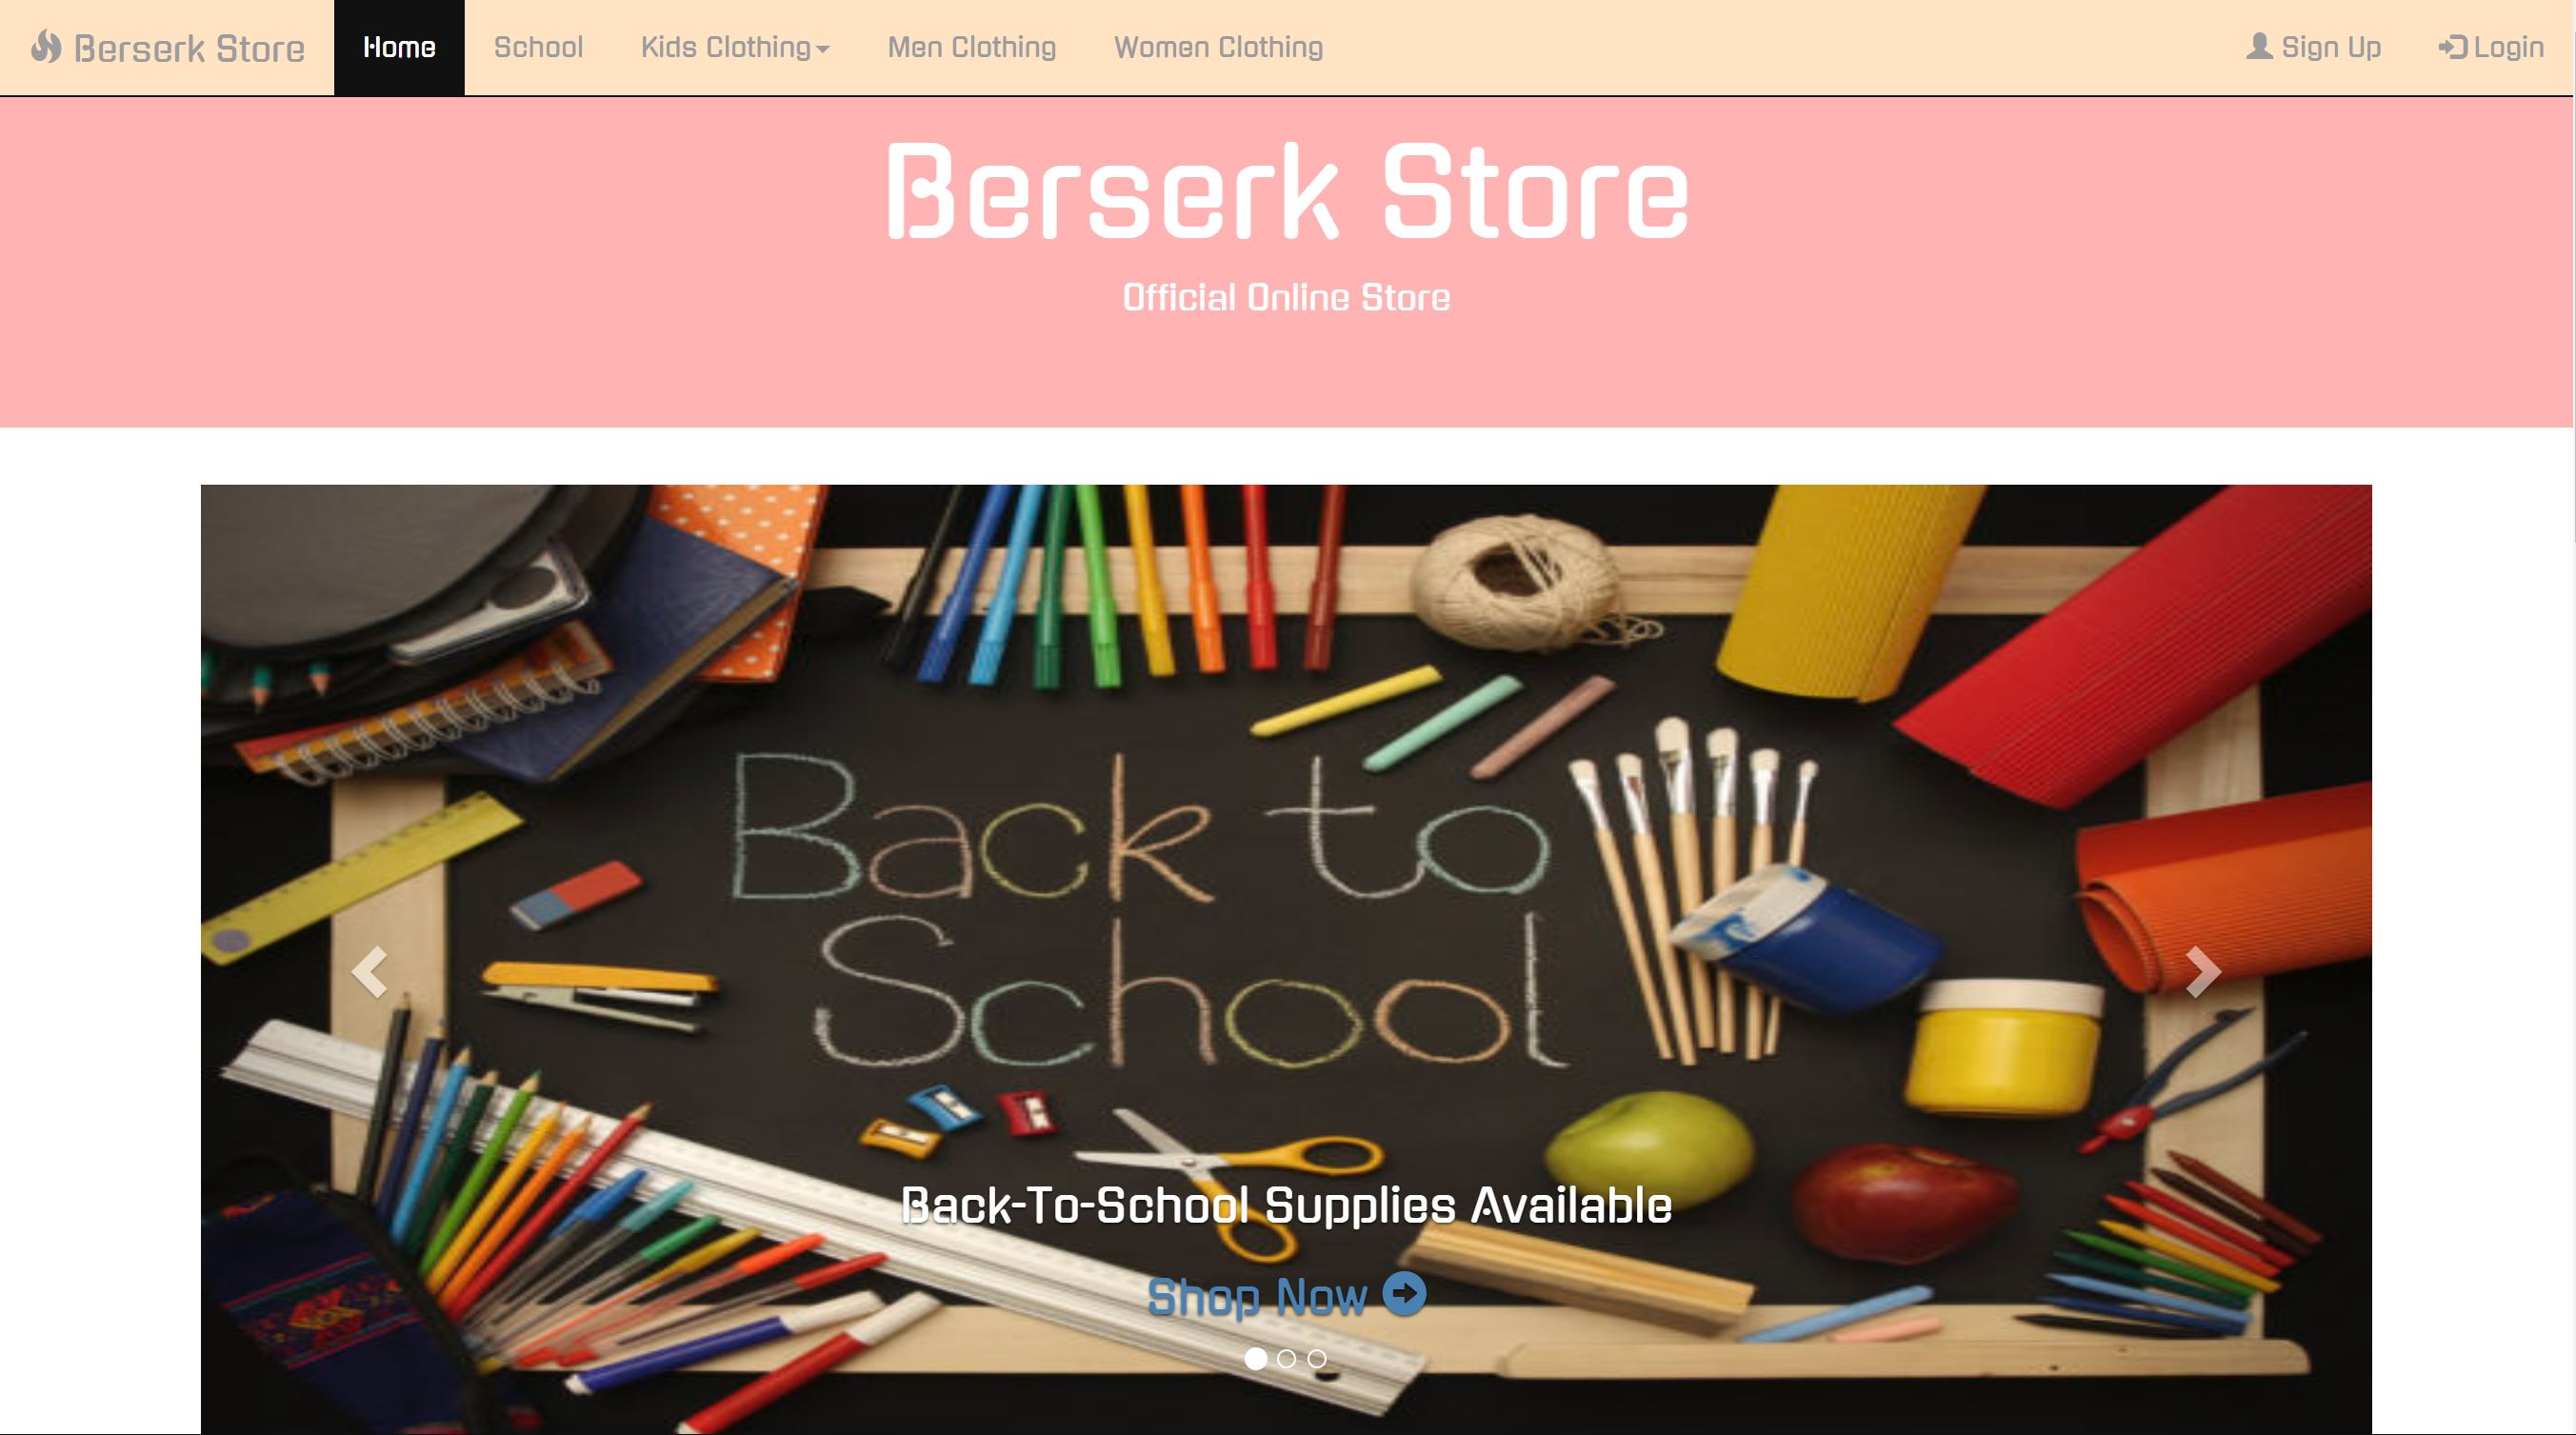 Berserk Store Home School Kids Clothing Men Clothing Women Clothing Sign Up Login
Berserk Store
Official Online Store
Back to
School
Back-To-School Supplies Available
Shop Now